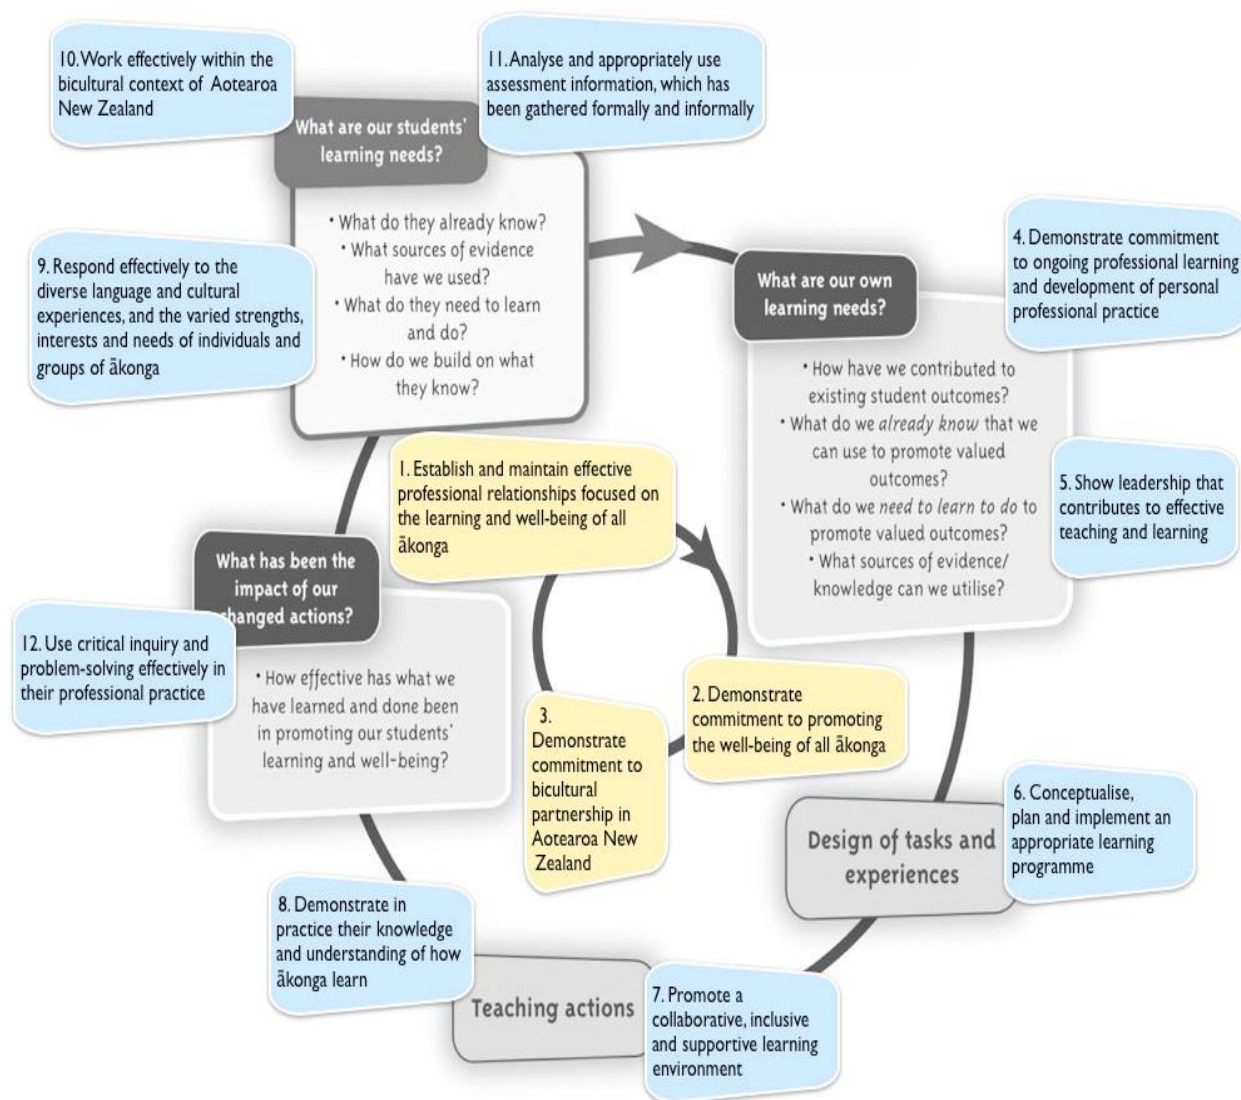 10. Work effectively within the
bicultural context of Aotearoa
New Zealand
11. Analyse and appropriately use
assessment information, which has
been gathered formally and informally
What are our students'
learning needs?
• What do they already know?
• What sources of evidence
have we used?
• What do they need to learn
and do?
• How do we build on what
they know?
9. Respond effectively to the
diverse language and cultural
experiences, and the varied strengths,
interests and needs of individuals and
groups of ākonga
4. Demonstrate commitment
to ongoing professional learning
and development of personal
professional practice
What are our own
learning needs?
• How have we contributed to
existing student outcomes?
• What do we already know that we
can use to promote valued
outcomes?
• What do we need to learn to do to
promote valued outcomes?
• What sources of evidence/
knowledge can we utilise?
5. Show leadership that
contributes to effective
teaching and learning
1. Establish and maintain effective
professional relationships focused on
the learning and well-being of all
ākonga
2. Demonstrate
commitment to promoting
the well-being of all ākonga
3.
Demonstrate
commitment to
bicultural
partnership in
Aotearoa New
Zealand
What has been the
impact of our
changed actions?
• How effective has what we
have learned and done been
in promoting our students'
learning and well-being?
12. Use critical inquiry and
problem-solving effectively in
their professional practice
Design of tasks and
experiences
6. Conceptualise,
plan and implement an
appropriate learning
programme
8. Demonstrate in
practice their knowledge
and understanding of how
ākonga learn
Teaching actions
7. Promote a
collaborative, inclusive
and supportive learning
environment